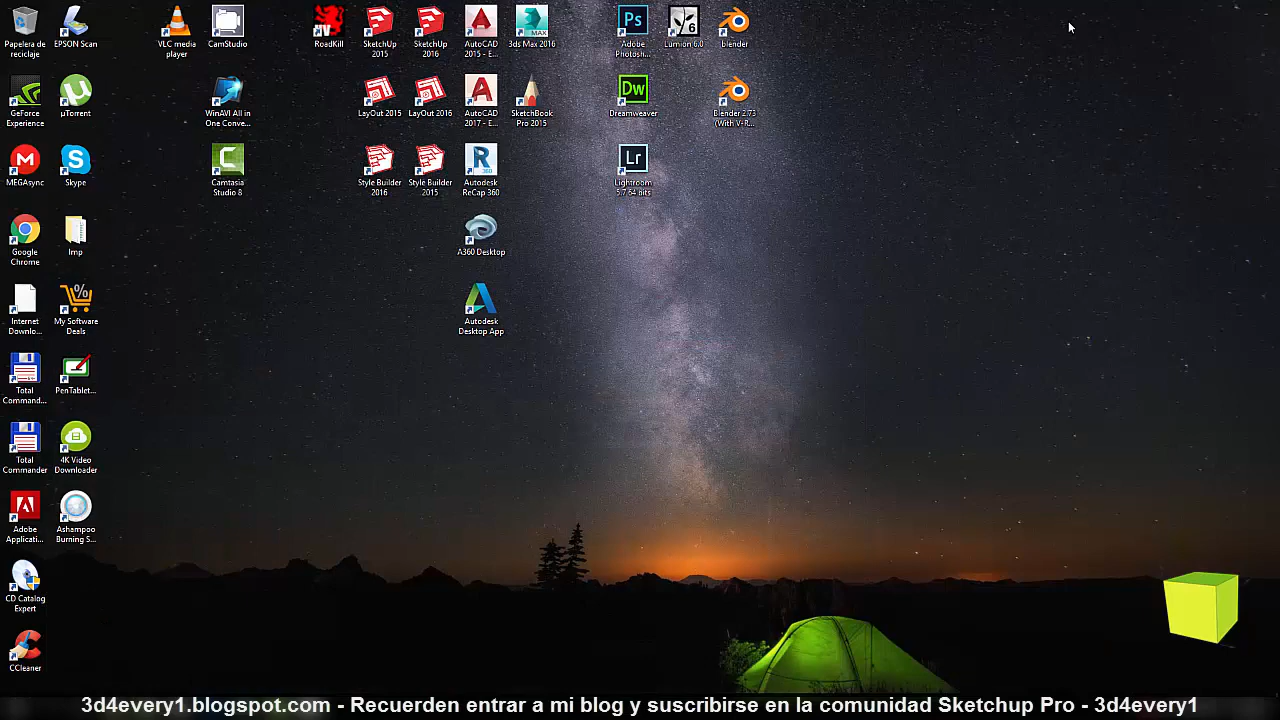 Papelera de
reciclaje
EPSON Scan
VLC media
player
CamStudio
RoadKill
SketchUp
2015
SketchUp
2016
AutoCAD
2015 - E...
3ds Max 2016
Adobe
Photosh...
Lumion 6.0
blender
GeForce
Experience
µTorrent
WinAVI All in
One Conve...
LayOut 2015
LayOut 2016
AutoCAD
2017 - E...
SketchBook
Pro 2015
Dreamweaver
Blender 2.73
(With V-R...
MEGAsync
Skype
Camtasia
Studio 8
Style Builder
2016
Style Builder
2015
Autodesk
ReCap 360
Lightroom
5.7 64 bits
Google
Chrome
Imp
A360 Desktop
Internet
Downlo...
My Software
Deals
Autodesk
Desktop App
Total
Command...
PenTablet...
Total
Commander
4K Video
Downloader
Adobe
Applicati...
Ashampoo
Burning S...
CD Catalog
Expert
CCleaner
3d4every1.blogspot.com - Recuerden entrar a mi blog y suscribirse en la comunidad Sketchup Pro - 3d4every1